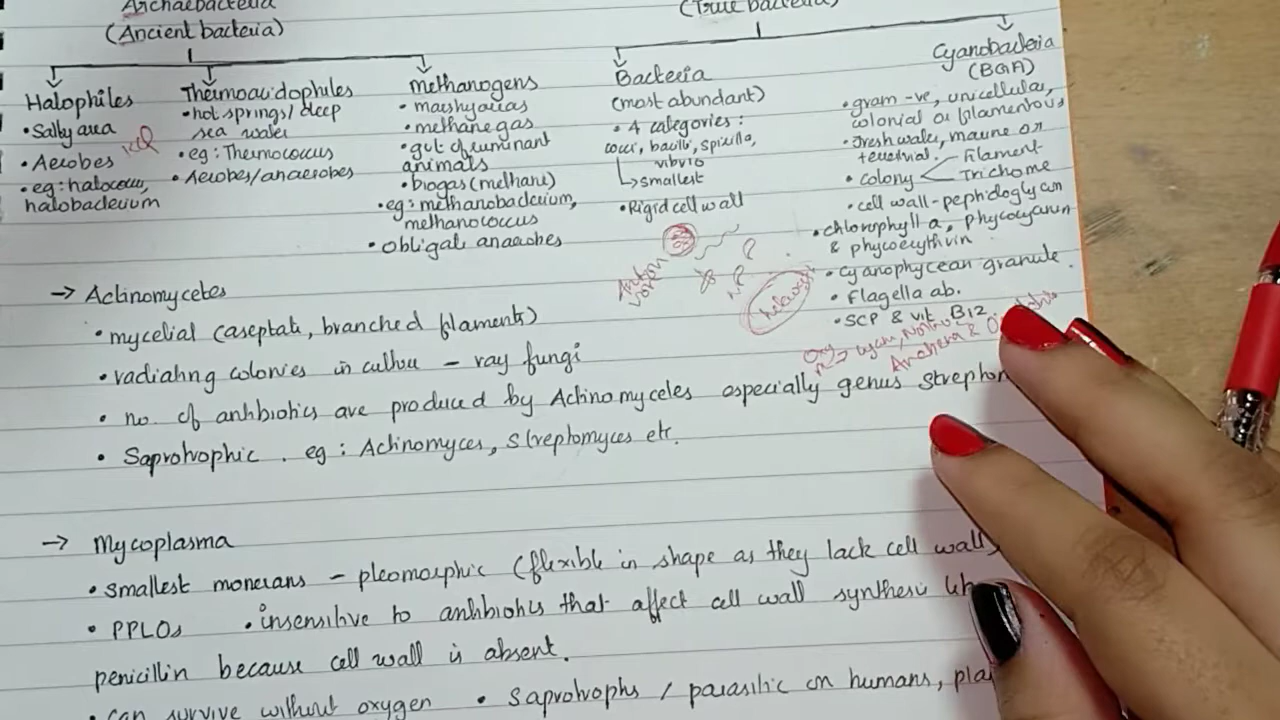 Archaebacteria
(Ancient bacteria)
Halophiles
• Salty area
• Aerobes
• eg: halococcus,
halobacterium
KCl
Thermoacidophiles
• hot springs/ deep
sea water
• eg: Thermococcus
• Aerobes/anaerobes
methanogens
• marshy areas
• methane gas
• gut of ruminant
animals
• biogas (methane)
• eg: methanobacterium,
methanococcus
• obligate anaerobes
(True bacteria)
Bacteria
(most abundant)
• 4 categories:
cocci, bacilli, spirilla,
vibrio
smallest
• Rigid cell wall
Cyanobacteria
(BGA)
• gram -ve, unicellular,
colonial or filamentous
• Fresh water, marine or
terrestrial.
• colony
Filament
Trichome
• cell wall - peptidoglycan
• chlorophyll a, phycocyanin
& phycoerythrin
• cyanophycean granule.
• Flagella ab.
• SCP & vit B12
→ Actinomycetes
• mycelial (aseptate, branched filaments)
• radiating colonies in culture - ray fungi
• no. of antibiotics are produced by Actinomyceles especially genus
• Saprotrophic. eg: Actinomyces, Streptomyces etc.
→ Mycoplasma
• smallest monerans - pleomorphic (flexible in shape as they lack cell wall)
• PPLOs • insensitive to antibiotics that affect cell wall synthesis
penicillin because cell wall is absent.
• can survive without oxygen • saprotrophs / parasitic on humans,